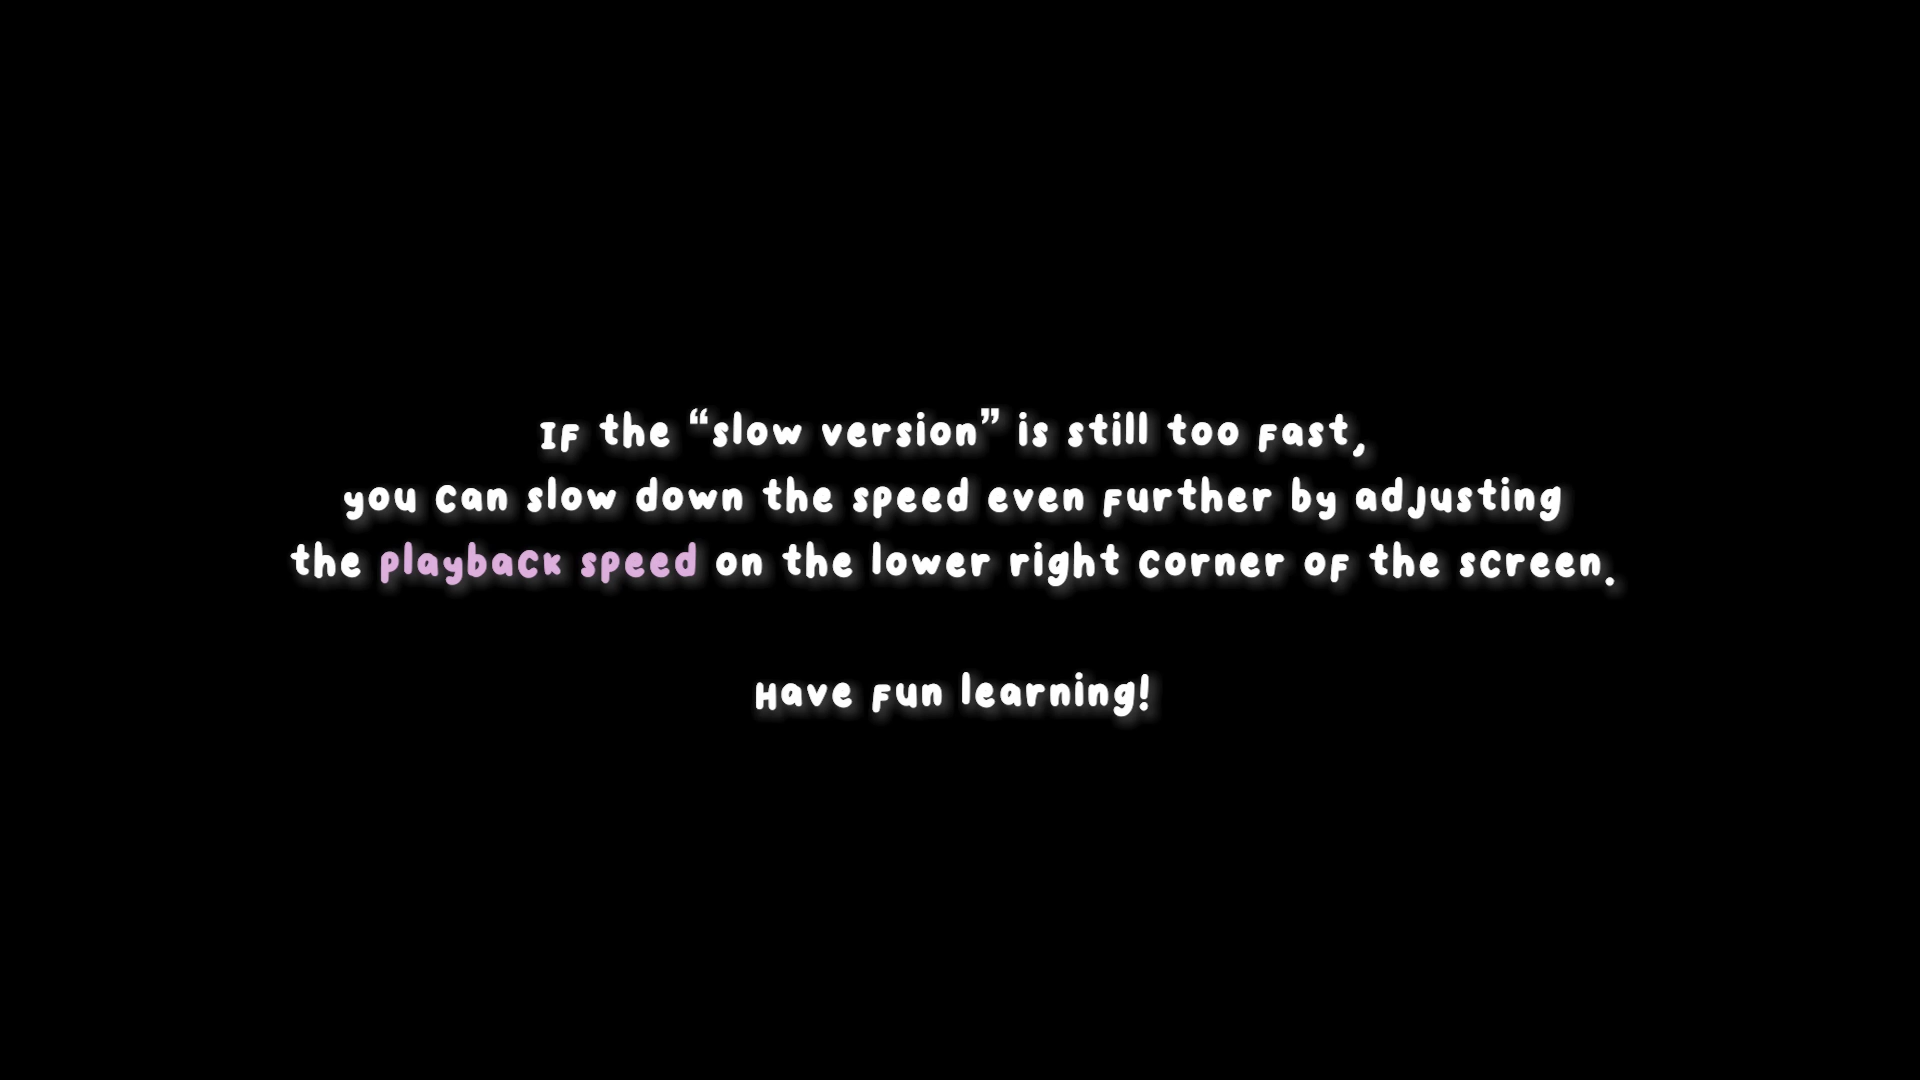 If the “slow version” is still too fast,
you can slow down the speed even further by adjusting
the playback speed on the lower right corner of the screen.
Have fun learning!